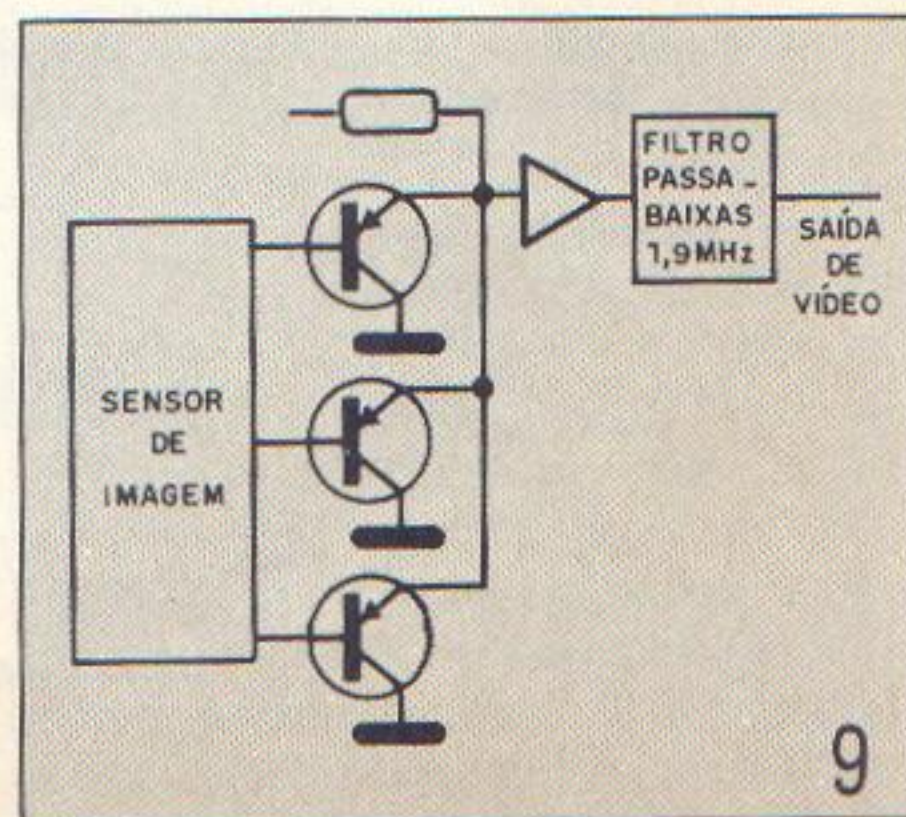 FILTRO
PASSA-
BAIXAS
1,9MHz
SAÍDA
DE
VÍDEO
SENSOR
DE
IMAGEM
9